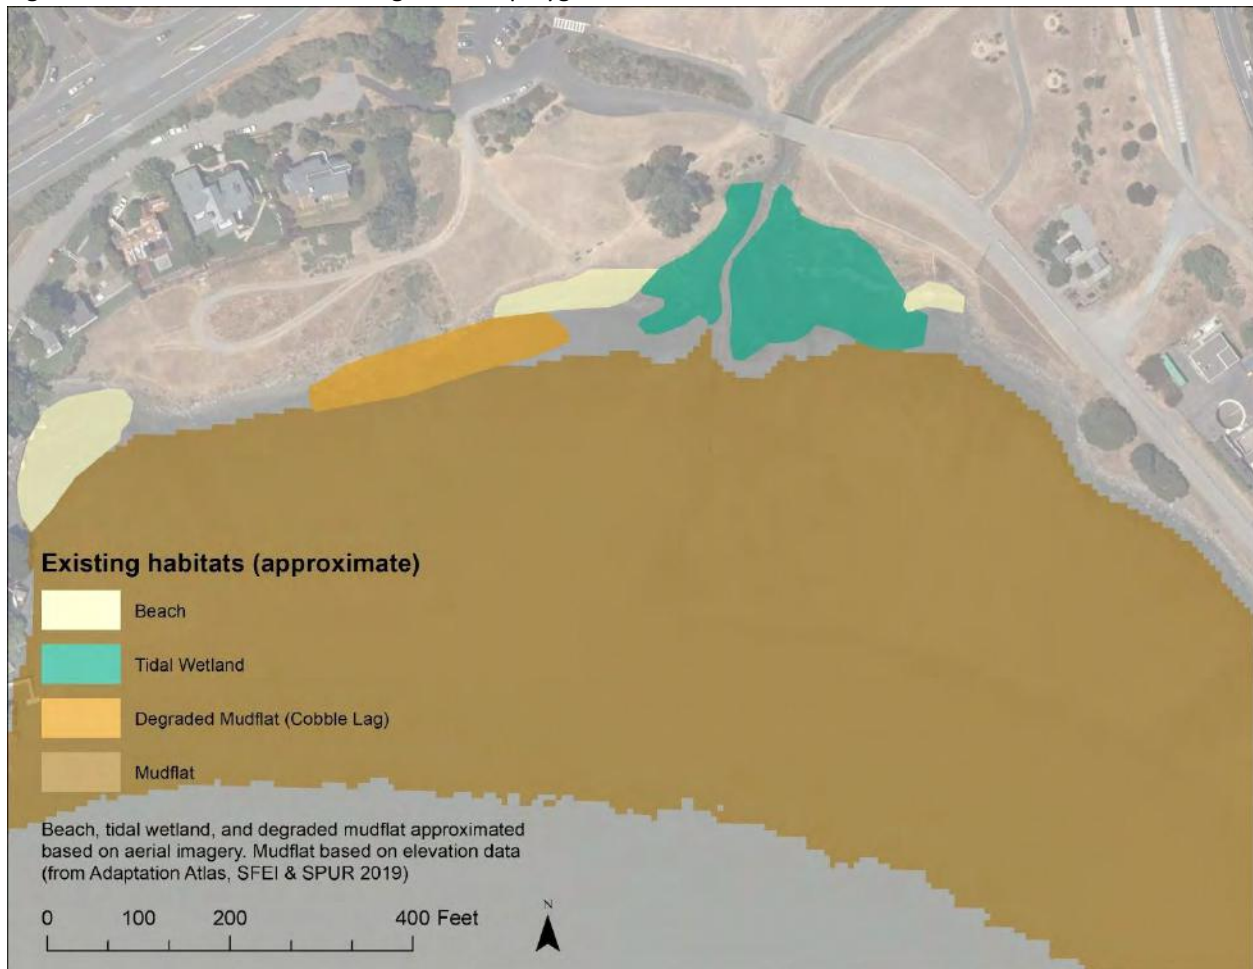 Existing habitats (approximate)
Beach
Tidal Wetland
Degraded Mudflat (Cobble Lag)
Mudflat
Beach, tidal wetland, and degraded mudflat approximated
based on aerial imagery. Mudflat based on elevation data
(from Adaptation Atlas, SFEI & SPUR 2019)
0 100 200 400 Feet
N